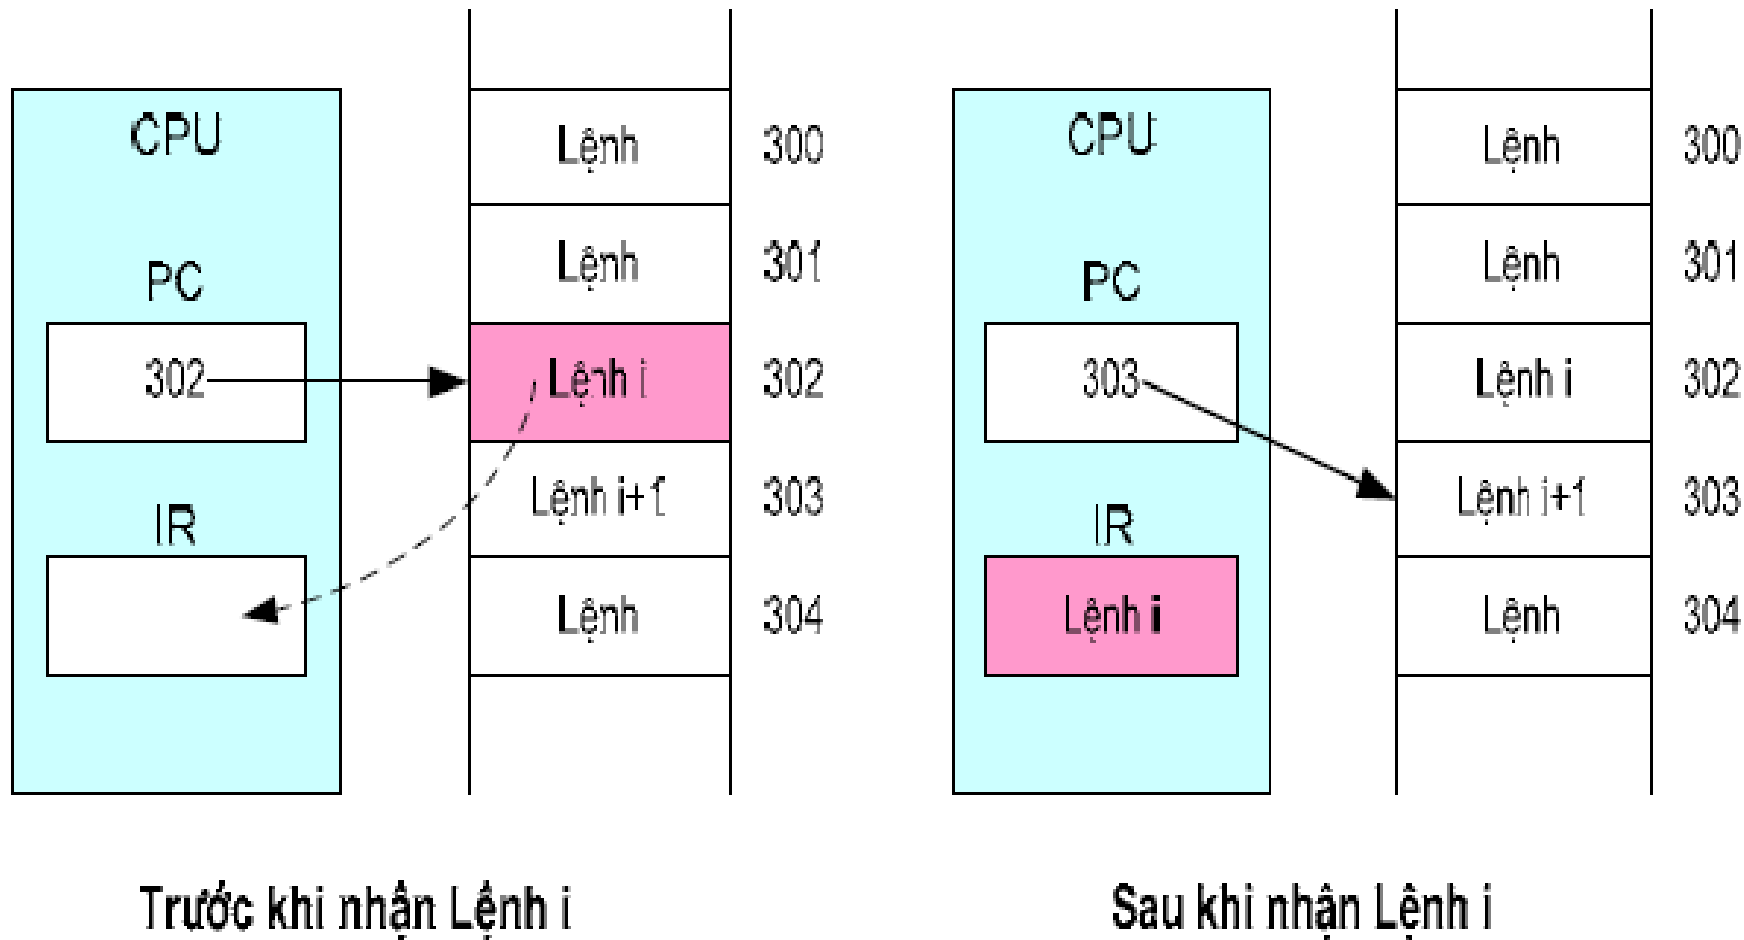 CPU
PC
302
IR
Lệnh 300
Lệnh 301
Lệnh i 302
Lệnh i+1 303
Lệnh 304
Trước khi nhận Lệnh i
CPU
PC
303
IR
Lệnh i
Lệnh 300
Lệnh 301
Lệnh i 302
Lệnh i+1 303
Lệnh 304
Sau khi nhận Lệnh i